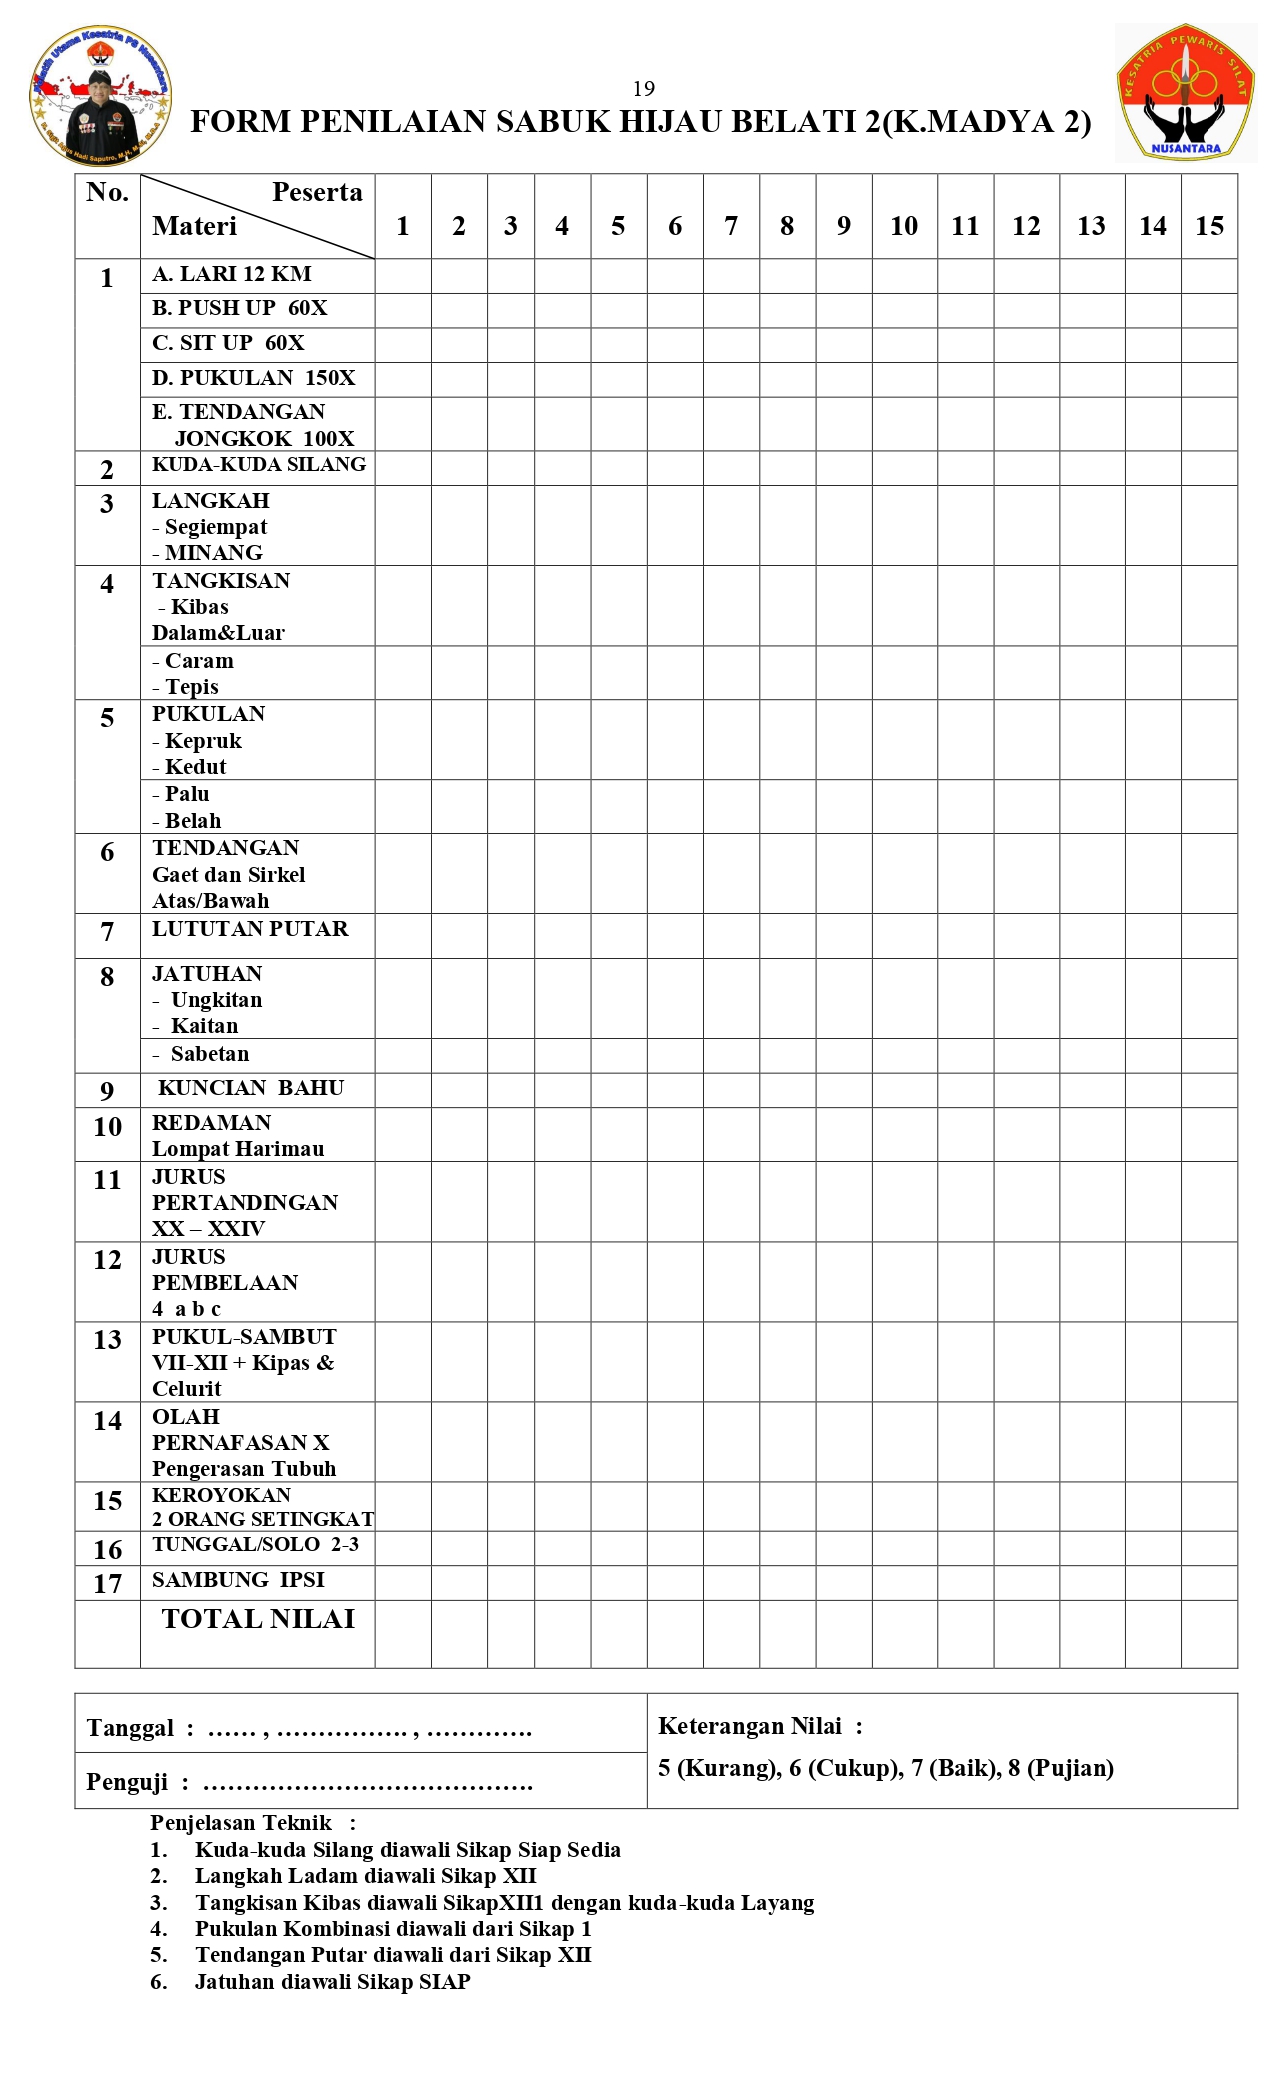 Pelatih Utama Kesatria PS Nusantara
KESATRIA PEWARIS SILAT
NUSANTARA
19
FORM PENILAIAN SABUK HIJAU BELATI 2(K.MADYA 2)
No. Peserta
Materi 1 2 3 4 5 6 7 8 9 10 11 12 13 14 15
1 A. LARI 12 KM
B. PUSH UP 60X
C. SIT UP 60X
D. PUKULAN 150X
E. TENDANGAN
JONGKOK 100X
2 KUDA-KUDA SILANG
3 LANGKAH
- Segiempat
- MINANG
4 TANGKISAN
- Kibas
Dalam&Luar
- Caram
- Tepis
5 PUKULAN
- Kepruk
- Kedut
- Palu
- Belah
6 TENDANGAN
Gaet dan Sirkel
Atas/Bawah
7 LUTUTAN PUTAR
8 JATUHAN
- Ungkitan
- Kaitan
- Sabetan
9 KUNCIAN BAHU
10 REDAMAN
Lompat Harimau
11 JURUS
PERTANDINGAN
XX – XXIV
12 JURUS
PEMBELAAN
4 a b c
13 PUKUL-SAMBUT
VII-XII + Kipas &
Celurit
14 OLAH
PERNAFASAN X
Pengerasan Tubuh
15 KEROYOKAN
2 ORANG SETINGKAT
16 TUNGGAL/SOLO 2-3
17 SAMBUNG IPSI
TOTAL NILAI
Tanggal : …… , ……………. , ………….
Penguji : ………………………………….
Keterangan Nilai :
5 (Kurang), 6 (Cukup), 7 (Baik), 8 (Pujian)
Penjelasan Teknik :
1. Kuda-kuda Silang diawali Sikap Siap Sedia
2. Langkah Ladam diawali Sikap XII
3. Tangkisan Kibas diawali SikapXII1 dengan kuda-kuda Layang
4. Pukulan Kombinasi diawali dari Sikap 1
5. Tendangan Putar diawali dari Sikap XII
6. Jatuhan diawali Sikap SIAP